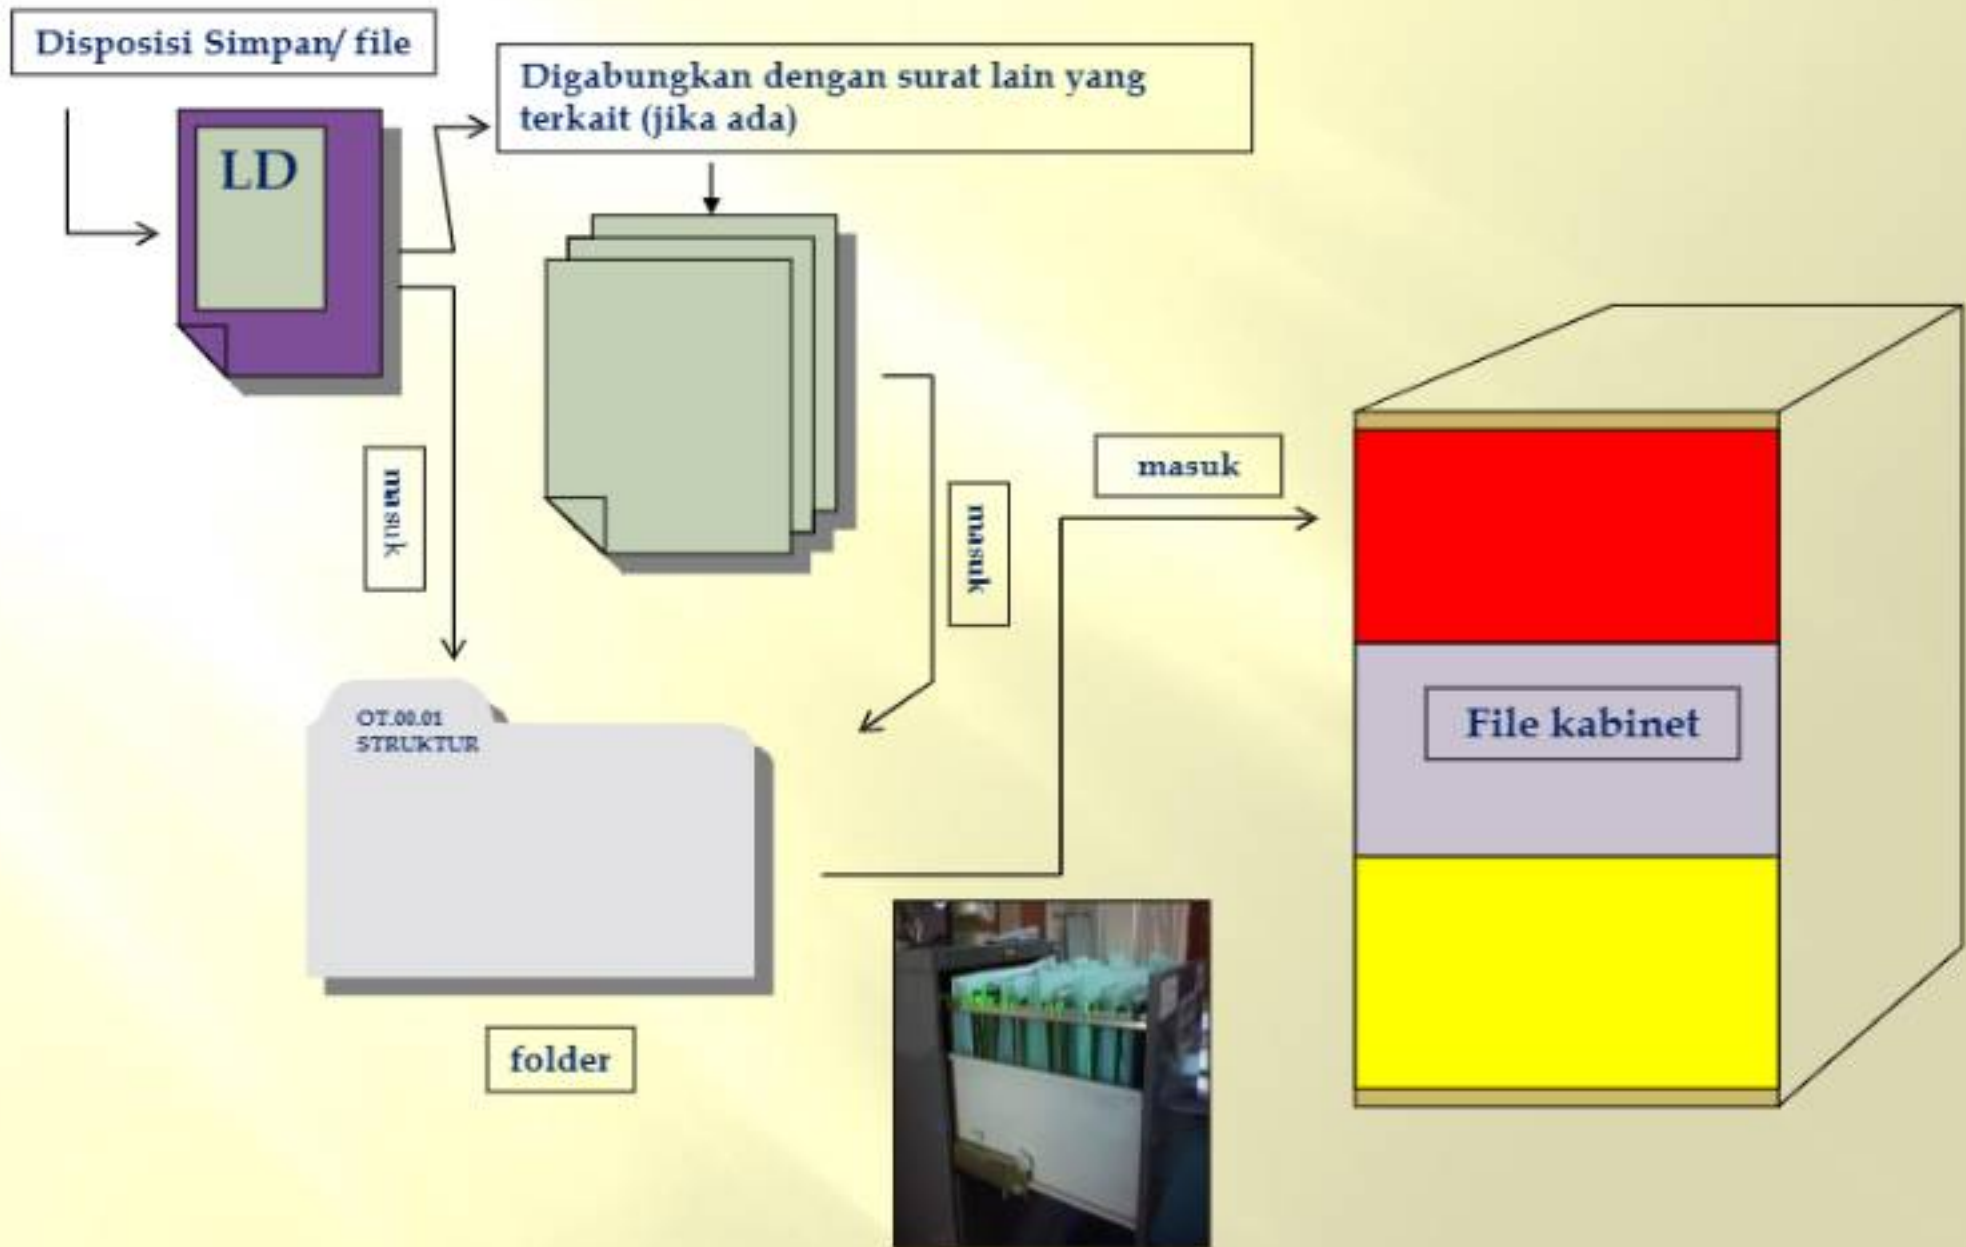 Disposisi Simpan/ file
Digabungkan dengan surat lain yang
terkait (jika ada)
LD
masuk
masuk
masuk
OT.00.01
STRUKTUR
File kabinet
folder